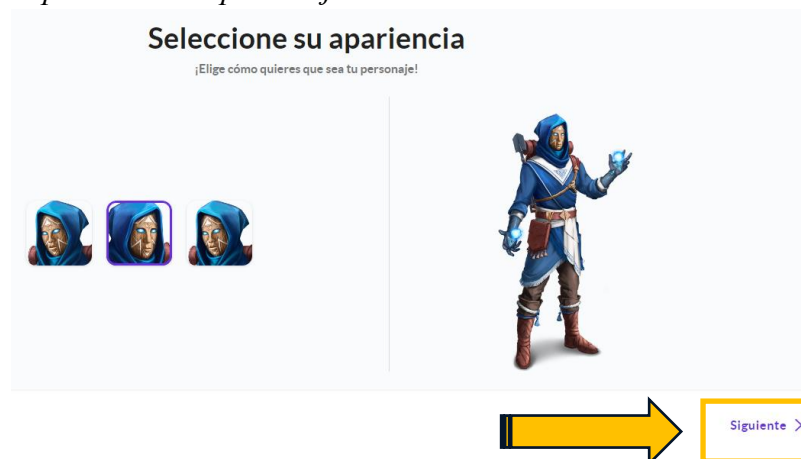 Seleccione su apariencia
¡Elige cómo quieres que sea tu personaje!
Siguiente